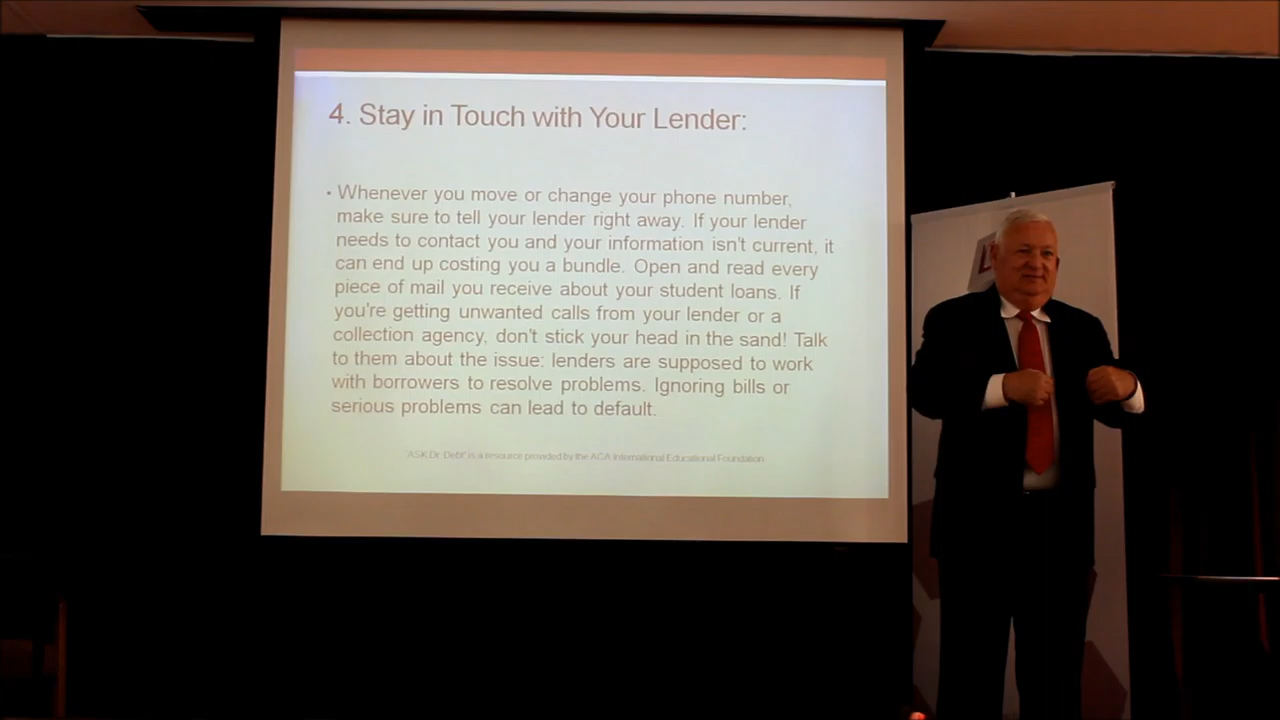 4. Stay in Touch with Your Lender:
• Whenever you move or change your phone number,
make sure to tell your lender right away. If your lender
needs to contact you and your information isn't current, it
can end up costing you a bundle. Open and read every
piece of mail you receive about your student loans. If
you're getting unwanted calls from your lender or a
collection agency, don't stick your head in the sand! Talk
to them about the issue: lenders are supposed to work
with borrowers to resolve problems. Ignoring bills or
serious problems can lead to default.
"ASK Dr. Debt" is a resource provided by the ACA International Educational Foundation